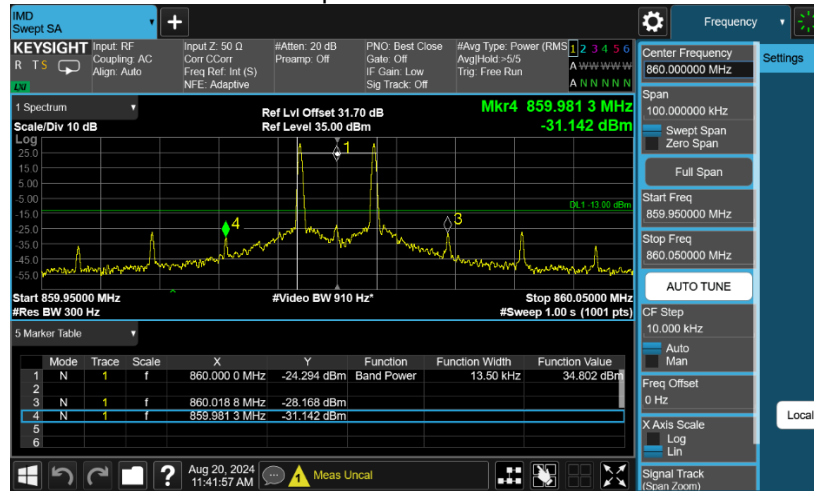 IMD
Swept SA
+
Frequency
KEYSIGHT
R T S
LXI
Input: RF
Coupling: AC
Align: Auto
Input Z: 50 Ω
Corr CCorr
Freq Ref: Int (S)
NFE: Adaptive
#Atten: 20 dB
Preamp: Off
PNO: Best Close
Gate: Off
IF Gain: Low
Sig Track: Off
#Avg Type: Power (RMS
Avg|Hold:>5/5
Trig: Free Run
1 2 3 4 5 6
A W W W W W
A N N N N N
1 Spectrum
Scale/Div 10 dB
Ref Lvl Offset 31.70 dB
Ref Level 35.00 dBm
Mkr4 859.981 3 MHz
-31.142 dBm
Log
25.0
15.0
5.00
-5.00
-15.0
-25.0
-35.0
-45.0
-55.0
1
3
4
DL1 -13.00 dBm
Start 859.95000 MHz
#Res BW 300 Hz
#Video BW 910 Hz*
Stop 860.05000 MHz
#Sweep 1.00 s (1001 pts)
5 Marker Table
Mode Trace Scale X Y Function Function Width Function Value
1 N 1 f 860.000 0 MHz -24.294 dBm Band Power 13.50 kHz 34.802 dBm
2
3 N 1 f 860.018 8 MHz -28.168 dBm
4 N 1 f 859.981 3 MHz -31.142 dBm
5
6
?
Aug 20, 2024
11:41:57 AM
Meas Uncal
Center Frequency
860.000000 MHz
Settings
Span
100.000000 kHz
Swept Span
Zero Span
Full Span
Start Freq
859.950000 MHz
Stop Freq
860.050000 MHz
AUTO TUNE
CF Step
10.000 kHz
Auto
Man
Freq Offset
0 Hz
Local
X Axis Scale
Log
Lin
Signal Track
(Span Zoom)